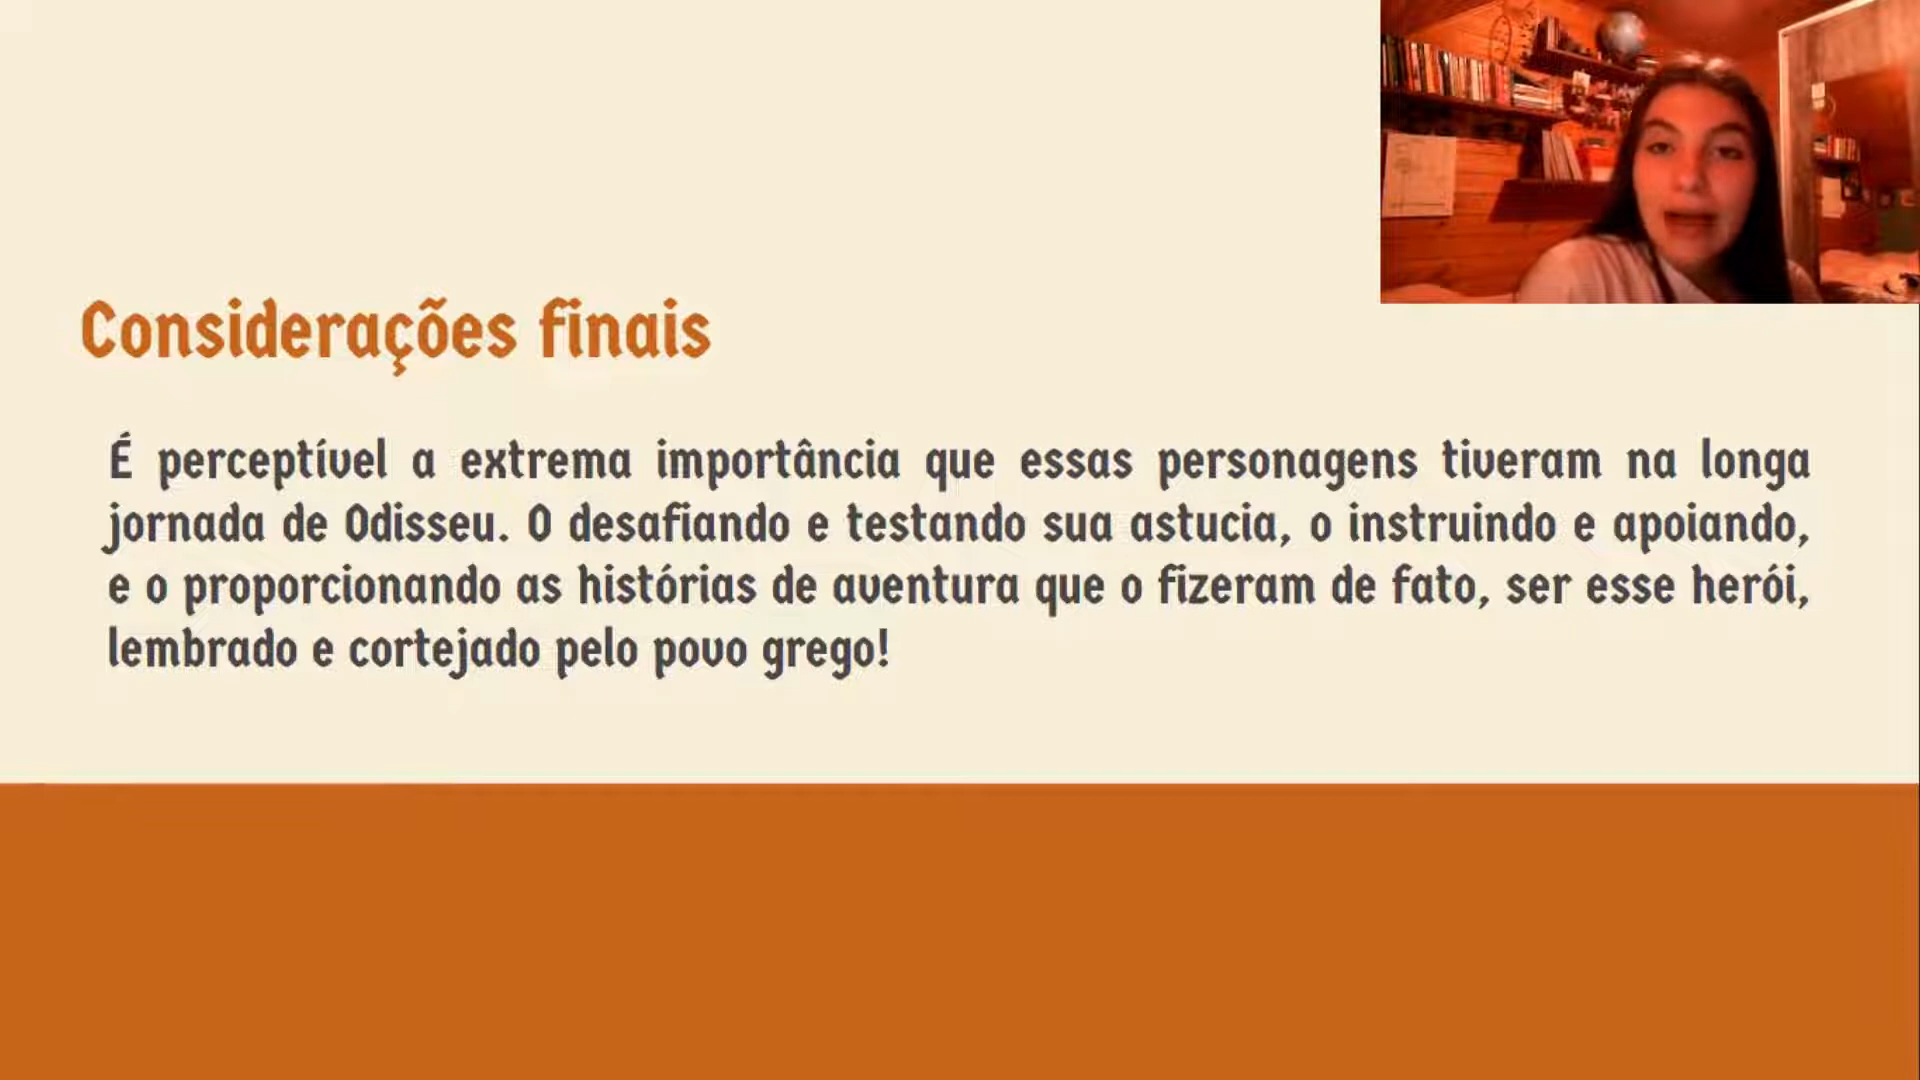 Considerações finais
É perceptível a extrema importância que essas personagens tiveram na longa
jornada de Odisseu. O desafiando e testando sua astucia, o instruindo e apoiando,
e o proporcionando as histórias de aventura que o fizeram de fato, ser esse herói,
lembrado e cortejado pelo povo grego!